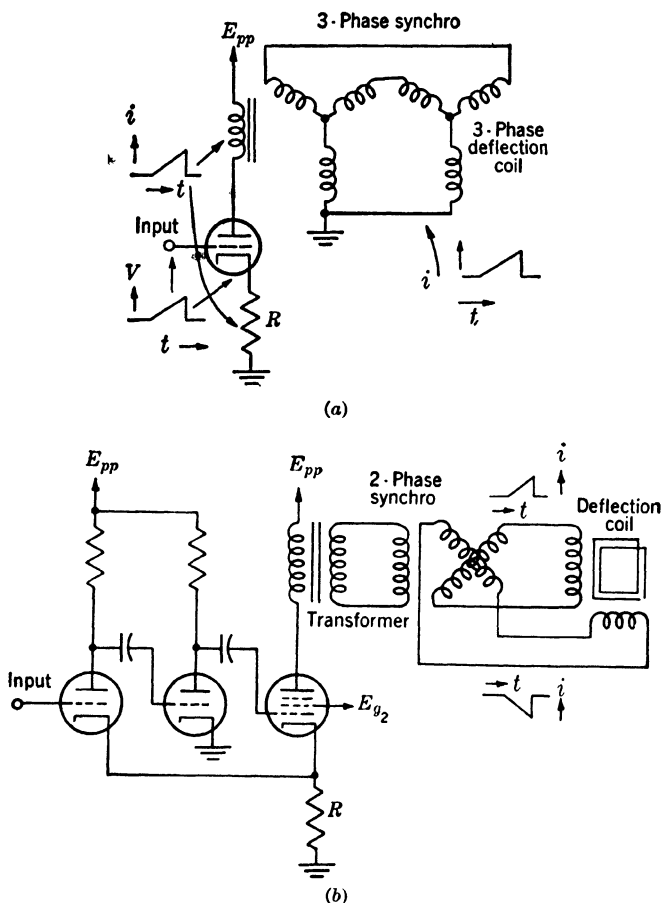 3-Phase synchro
E_pp
3-Phase
deflection
coil
i
t
Input
V
t
R
i
t
(a)
E_pp
E_pp
2-Phase
synchro
i
t
Deflection
coil
Transformer
Input
E_g2
t
i
R
(b)